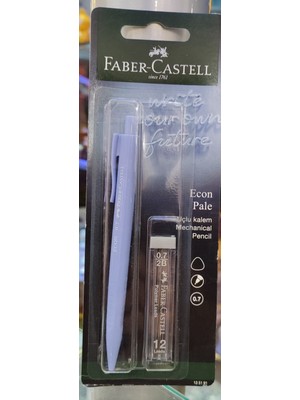 FABER-CASTELL
since 1761
write
your own
future
Econ
Pale
Uçlu kalem
Mechanical
Pencil
0.7
0.7
2B
FABER-CASTELL
12